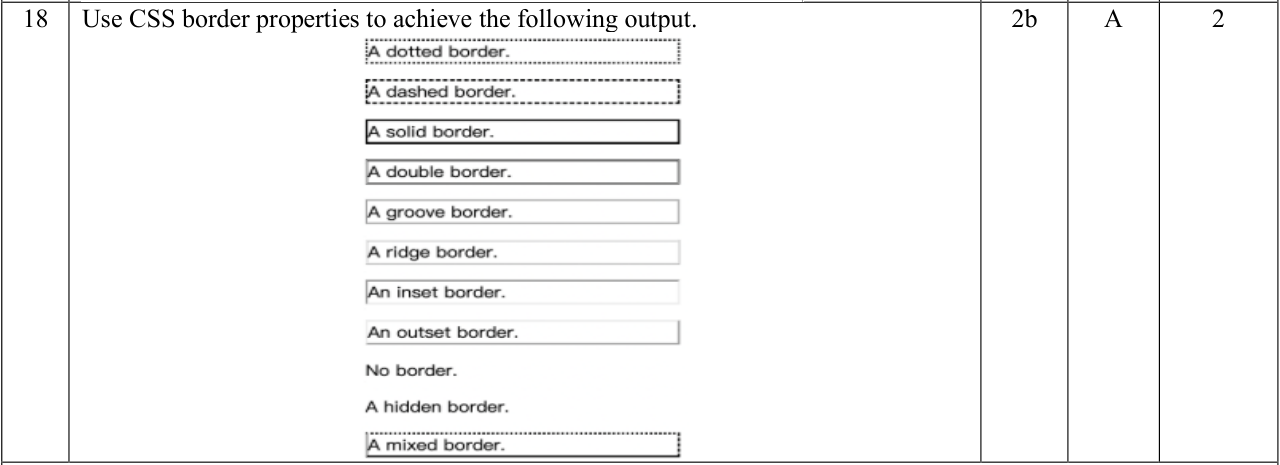 18 Use CSS border properties to achieve the following output. 2b A 2
A dotted border.
A dashed border.
A solid border.
A double border.
A groove border.
A ridge border.
An inset border.
An outset border.
No border.
A hidden border.
A mixed border.